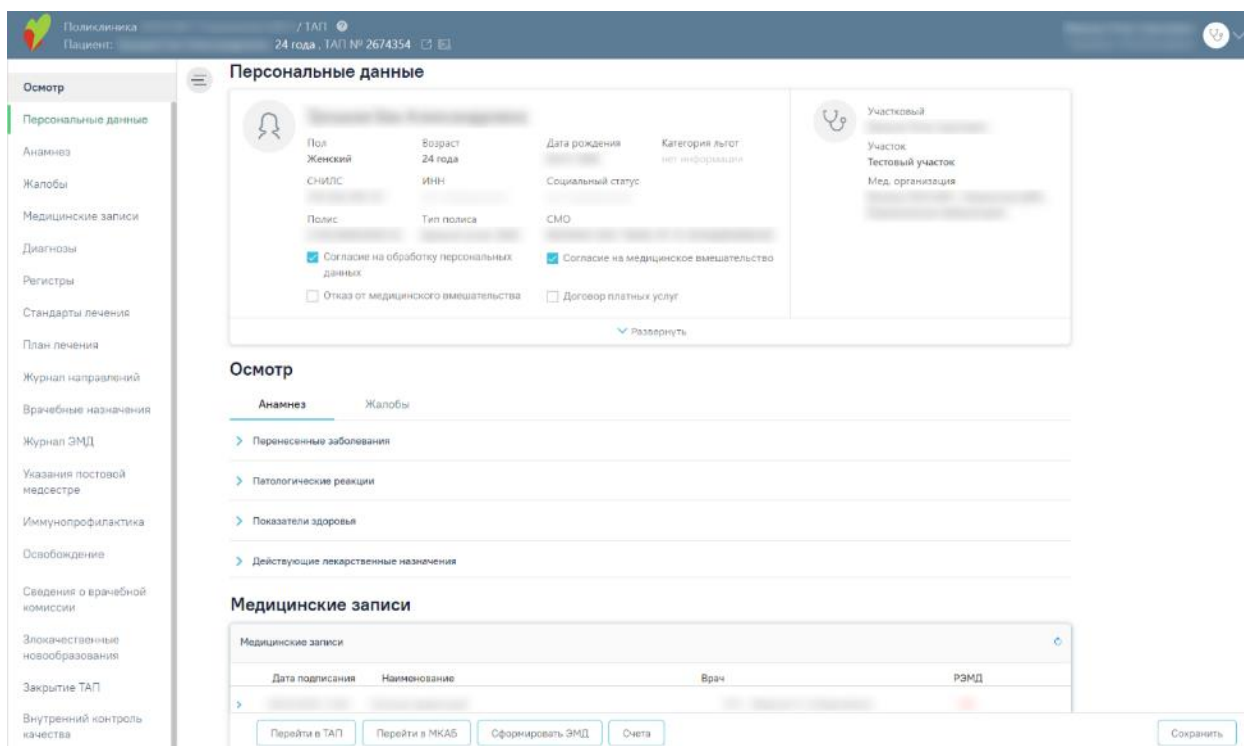 Поликлиника / ТАП
Пациент: 24 года , ТАП № 2674354
Осмотр
Персональные данные
Анамнез
Жалобы
Медицинские записи
Диагнозы
Регистры
Стандарты лечения
План лечения
Журнал направлений
Врачебные назначения
Журнал ЭМД
Указания постовой
медсестре
Иммунопрофилактика
Освобождение
Сведения о врачебной
комиссии
Злокачественные
новообразования
Закрытие ТАП
Внутренний контроль
качества
Персональные данные
Пол Возраст Дата рождения Категория льгот
Женский 24 года нет информации
СНИЛС ИНН Социальный статус
Полис Тип полиса СМО
Согласие на обработку персональных
данных
Согласие на медицинское вмешательство
Отказ от медицинского вмешательства
Договор платных услуг
Участковый
Участок
Тестовый участок
Мед. организация
Развернуть
Осмотр
Анамнез Жалобы
Перенесенные заболевания
Патологические реакции
Показатели здоровья
Действующие лекарственные назначения
Медицинские записи
Медицинские записи
Дата подписания Наименование Врач РЭМД
Перейти в ТАП Перейти в МКАБ Сформировать ЭМД Счета Сохранить